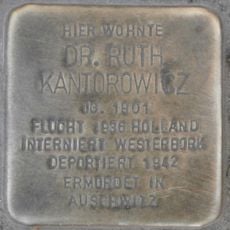 HIER WOHNTE
DR. RUTH
KANTOROWICZ
JG. 1901
FLUCHT 1936 HOLLAND
INTERNIERT WESTERBORK
DEPORTIERT 1942
ERMORDET IN
AUSCHWITZ